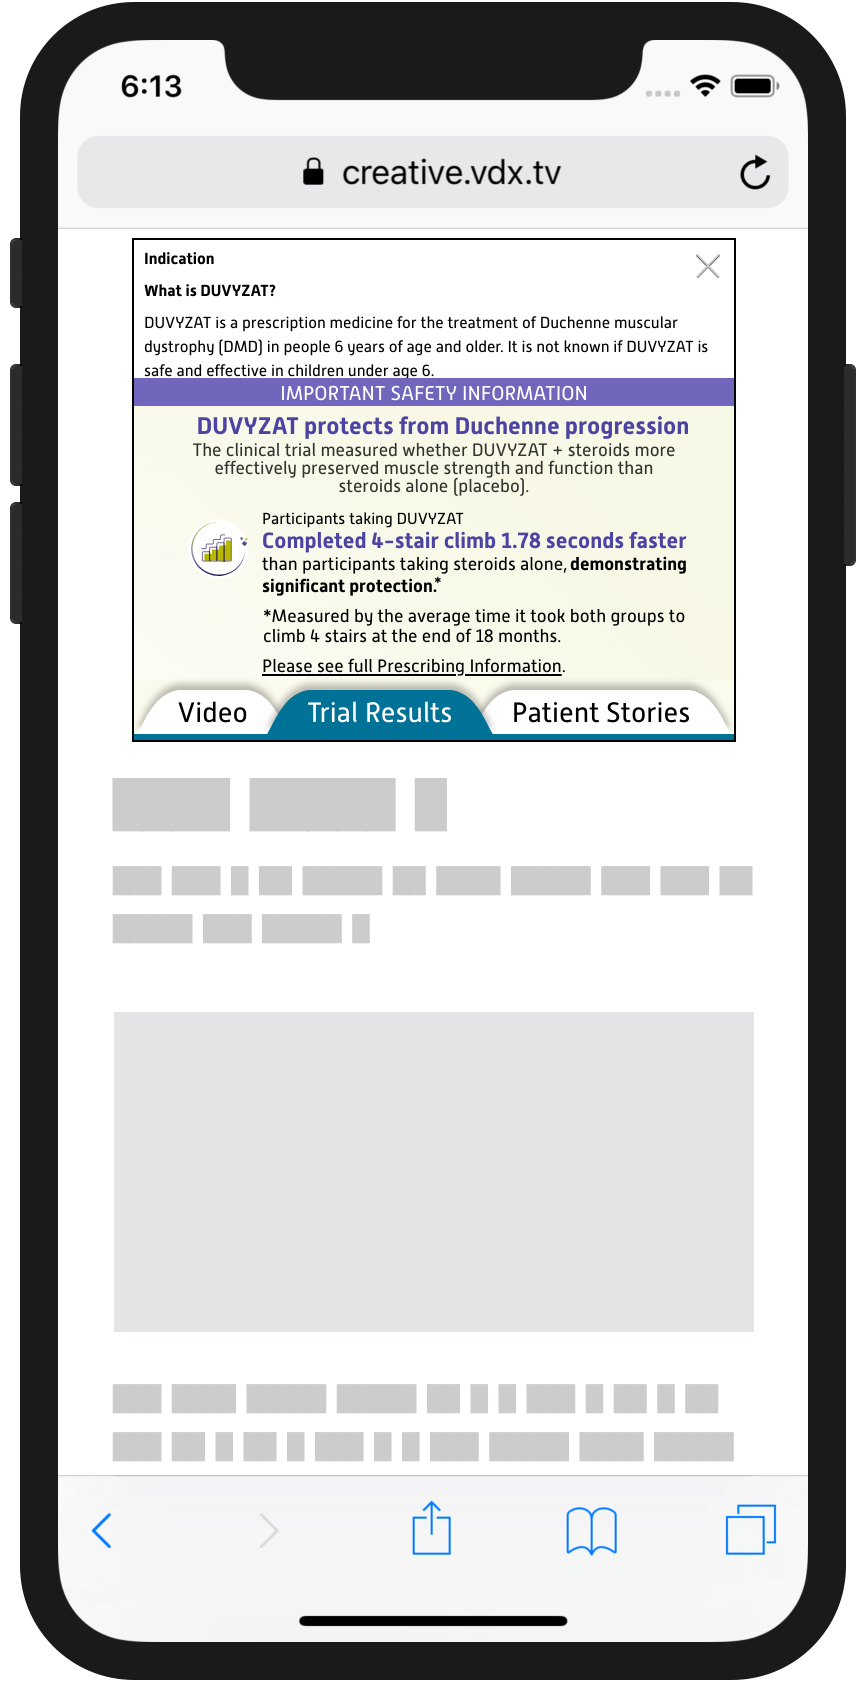 6:13
creative.vdx.tv
Indication
What is DUVYZAT?
DUVYZAT is a prescription medicine for the treatment of Duchenne muscular
dystrophy (DMD) in people 6 years of age and older. It is not known if DUVYZAT is
safe and effective in children under age 6.
IMPORTANT SAFETY INFORMATION
DUVYZAT protects from Duchenne progression
The clinical trial measured whether DUVYZAT + steroids more
effectively preserved muscle strength and function than
steroids alone (placebo).
Participants taking DUVYZAT
Completed 4-stair climb 1.78 seconds faster
than participants taking steroids alone, demonstrating
significant protection.*
*Measured by the average time it took both groups to
climb 4 stairs at the end of 18 months.
Please see full Prescribing Information.
Video Trial Results Patient Stories